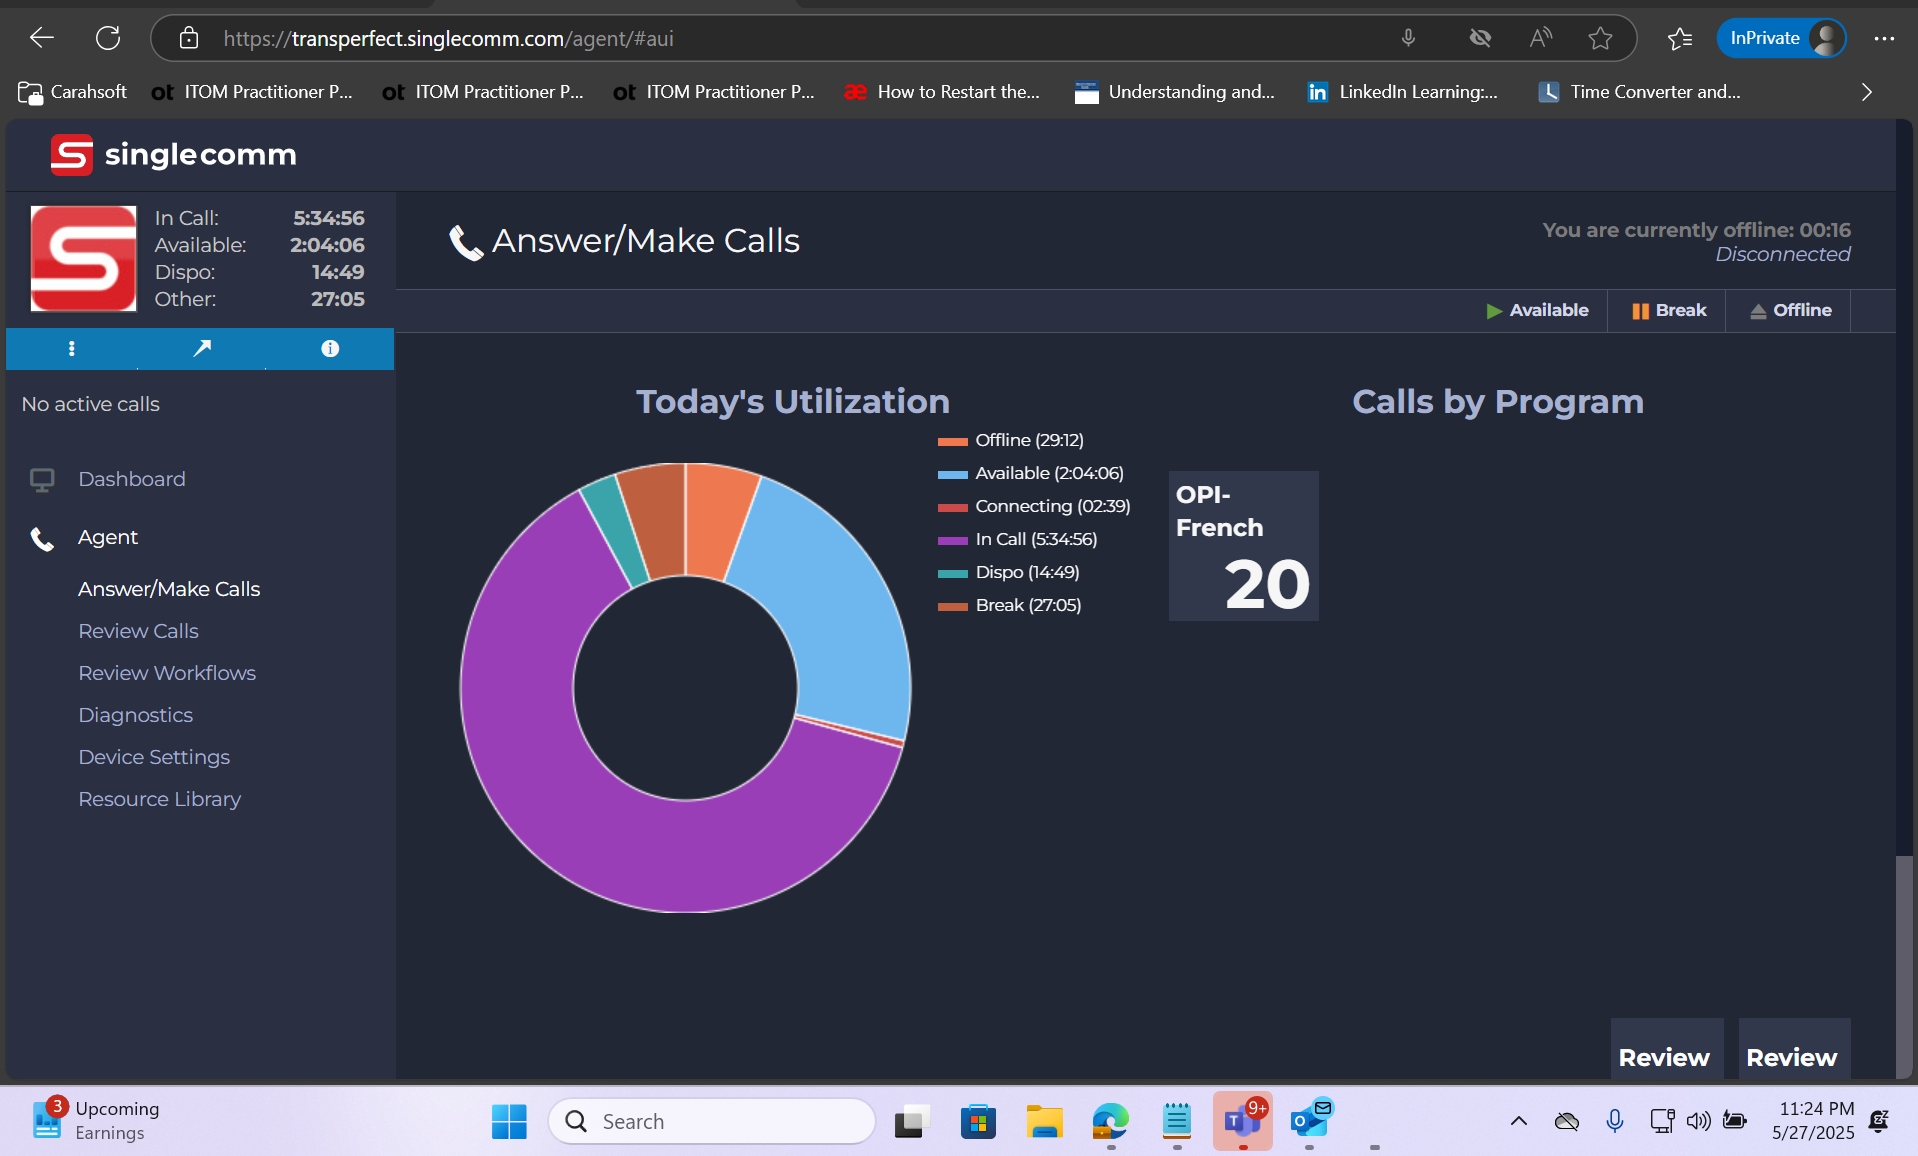 https://transperfect.singlecomm.com/agent/#aui
InPrivate
Carahsoft
ot ITOM Practitioner P...
ot ITOM Practitioner P...
ot ITOM Practitioner P...
æ How to Restart the...
Understanding and...
in LinkedIn Learning:...
Time Converter and...
singlecomm
In Call: 5:34:56
Available: 2:04:06
Dispo: 14:49
Other: 27:05
No active calls
Dashboard
Agent
Answer/Make Calls
Review Calls
Review Workflows
Diagnostics
Device Settings
Resource Library
Answer/Make Calls
You are currently offline: 00:16
Disconnected
Available
Break
Offline
Today's Utilization
Offline (29:12)
Available (2:04:06)
Connecting (02:39)
In Call (5:34:56)
Dispo (14:49)
Break (27:05)
Calls by Program
OPI-
French
20
Review
Review
3
Upcoming
Earnings
Search
9+
11:24 PM
5/27/2025